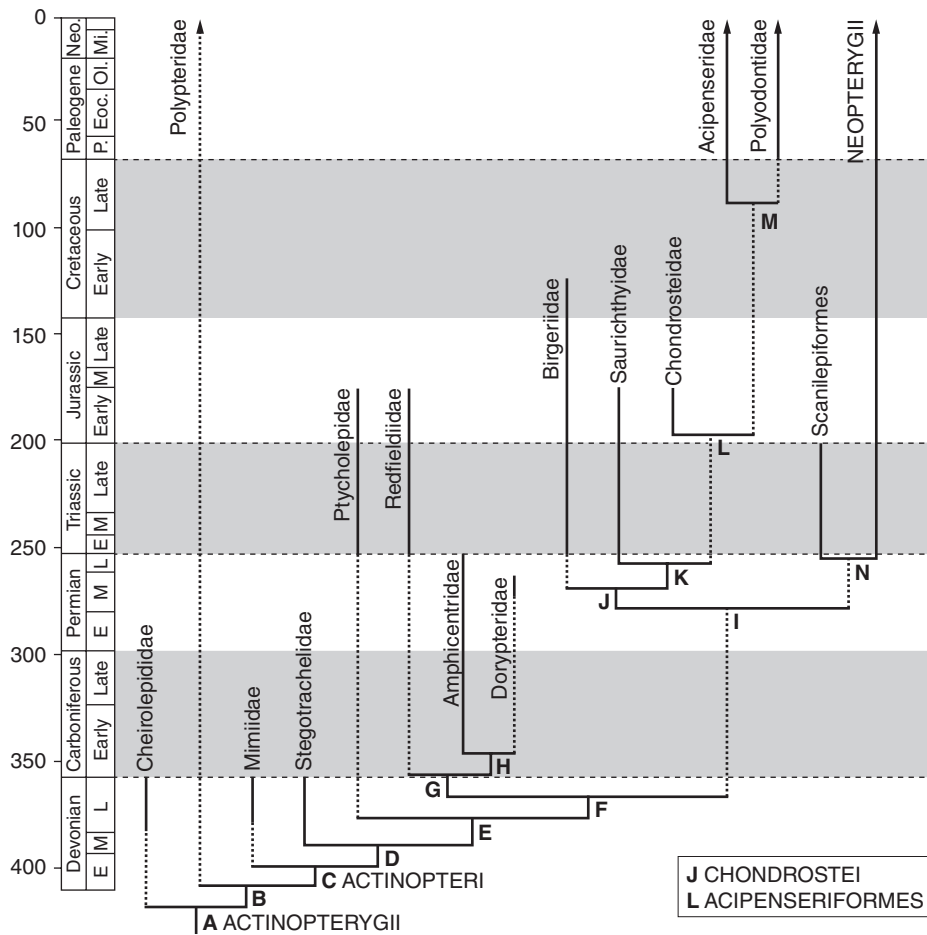 0
50
100
150
200
250
300
350
400
Neo.
Paleogene
Cretaceous
Jurassic
Triassic
Permian
Carboniferous
Devonian
Mi.
Ol.
Eoc.
P.
Late
Early
Late
M
Early
Late
M
E
L
M
E
Late
Early
L
M
E
Polypteridae
Acipenseridae
Polyodontidae
NEOPTERYGII
M
Birgeriidae
Saurichthyidae
Chondrosteidae
Scanilepiformes
L
Ptycholepidae
Redfieldiidae
K
N
J
I
Cheirolepididae
Mimiidae
Stegotrachelidae
Amphicentridae
Dorypteridae
H
G
F
E
D
C ACTINOPTERI
B
A ACTINOPTERYGII
J CHONDROSTEI
L ACIPENSERIFORMES